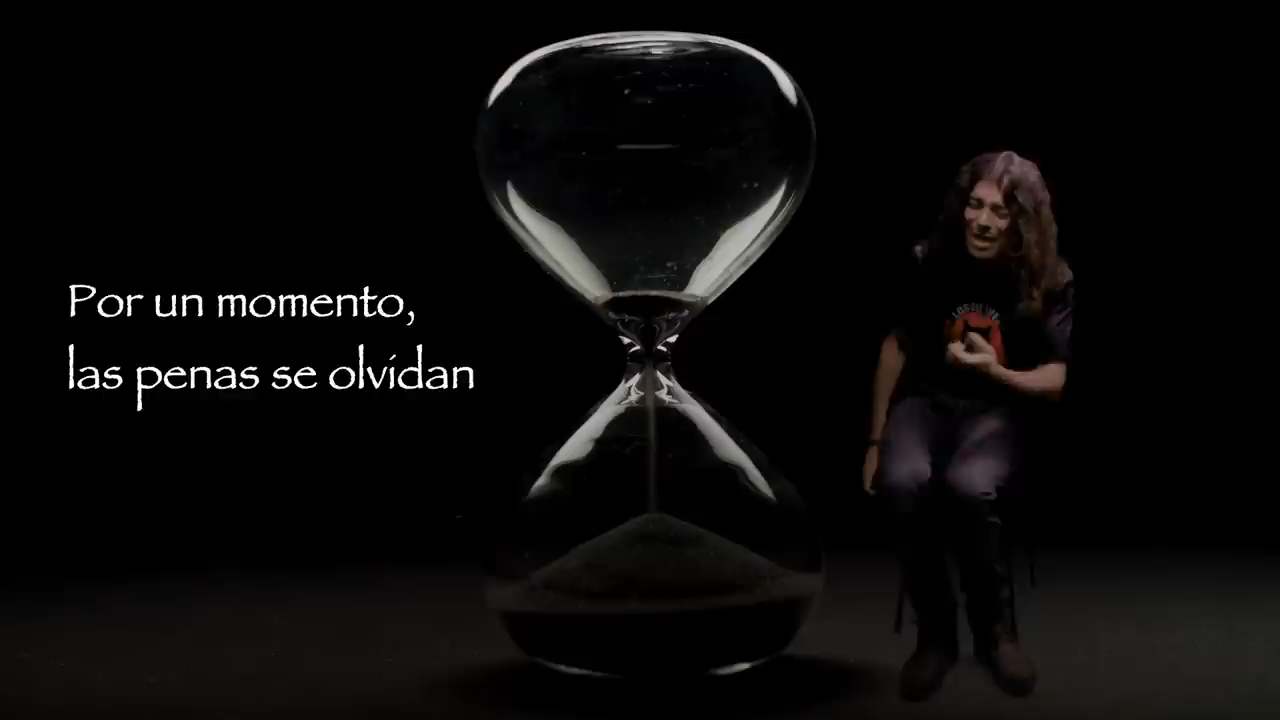 Por un momento,
las penas se olvidan